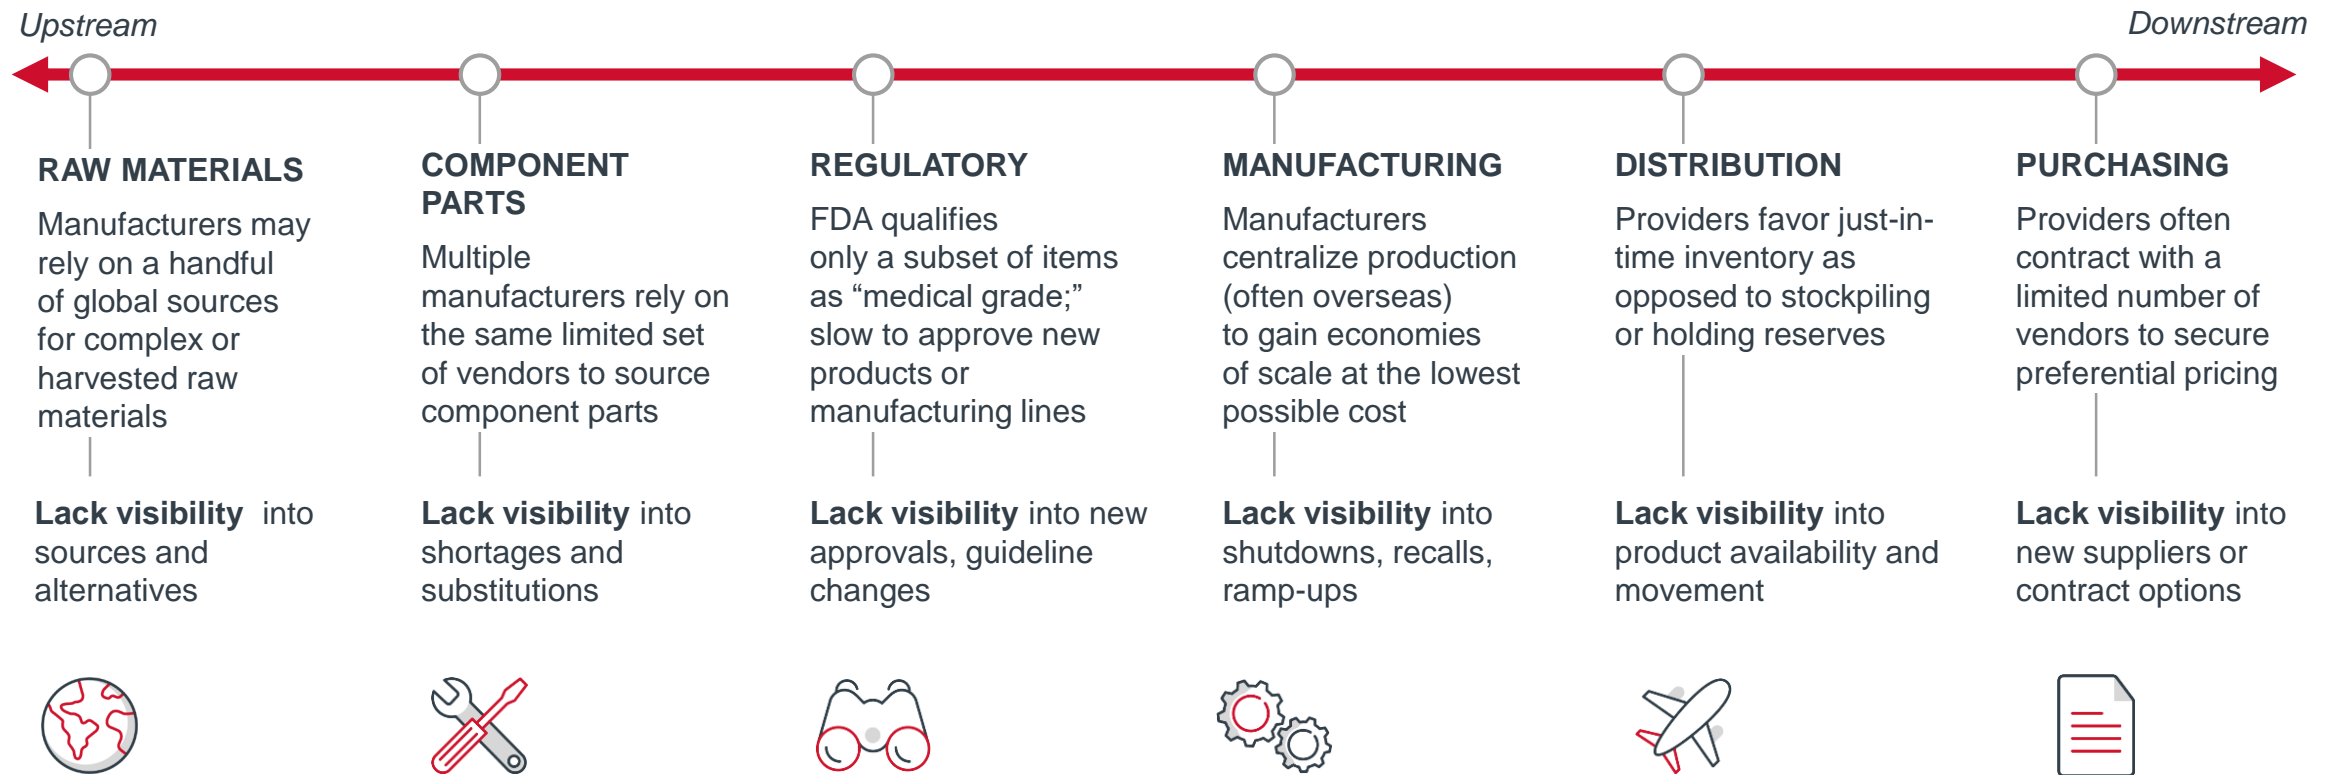 Upstream
Downstream
RAW MATERIALS
Manufacturers may
rely on a handful
of global sources
for complex or
harvested raw
materials
Lack visibility into
sources and
alternatives
COMPONENT
PARTS
Multiple
manufacturers rely on
the same limited set
of vendors to source
component parts
Lack visibility into
shortages and
substitutions
REGULATORY
FDA qualifies
only a subset of items
as “medical grade;”
slow to approve new
products or
manufacturing lines
Lack visibility into new
approvals, guideline
changes
MANUFACTURING
Manufacturers
centralize production
(often overseas)
to gain economies
of scale at the lowest
possible cost
Lack visibility into
shutdowns, recalls,
ramp-ups
DISTRIBUTION
Providers favor just-in-
time inventory as
opposed to stockpiling
or holding reserves
Lack visibility into
product availability and
movement
PURCHASING
Providers often
contract with a
limited number of
vendors to secure
preferential pricing
Lack visibility into
new suppliers or
contract options